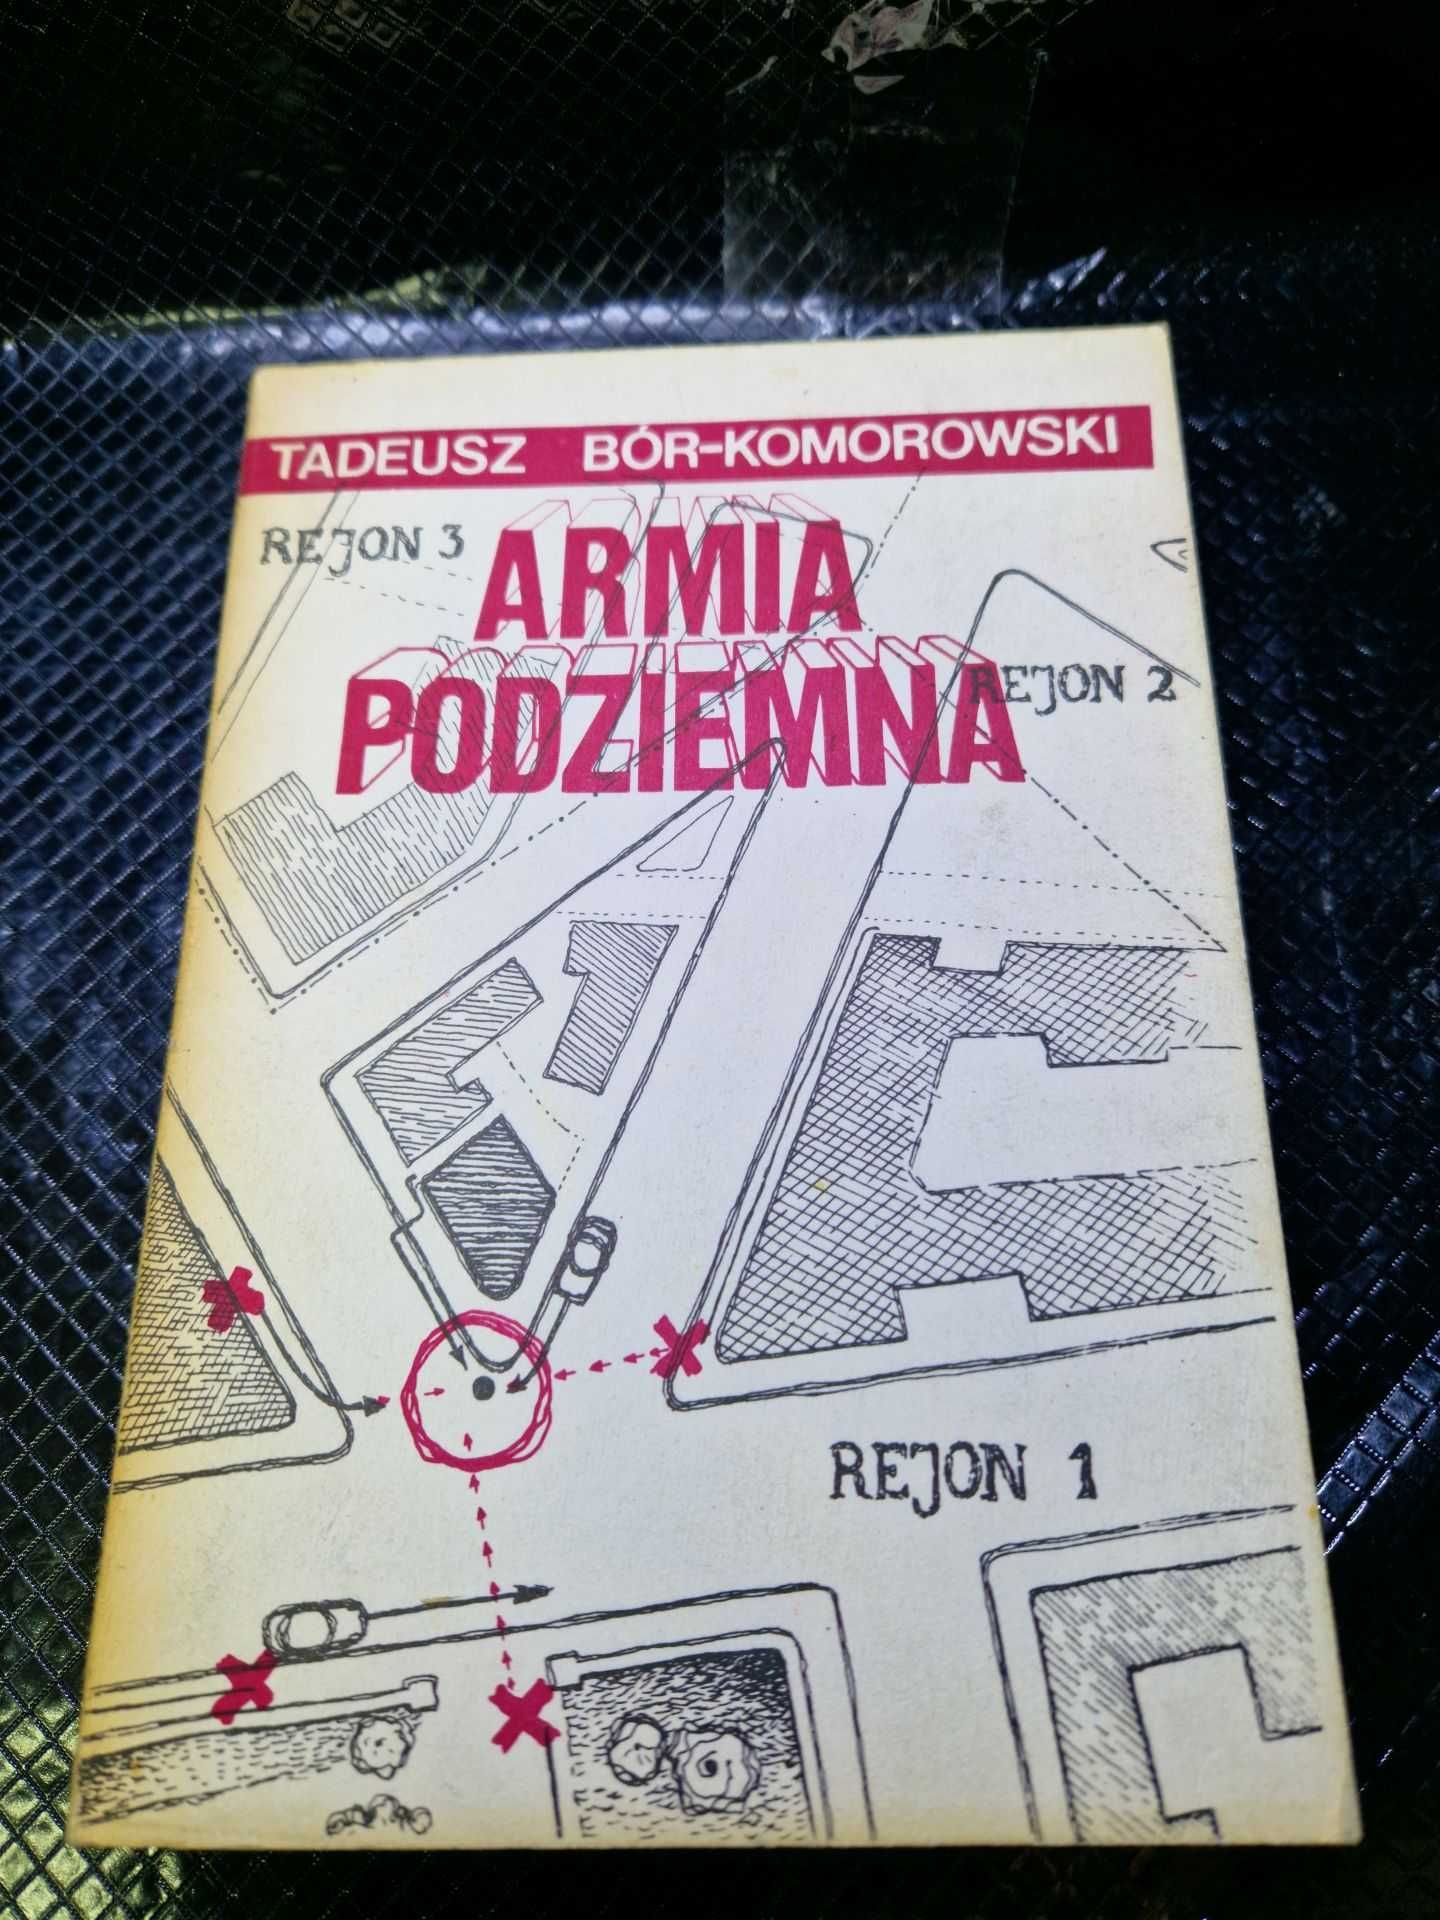 TADEUSZ BÓR-KOMOROWSKI
REJON 3
ARMIA
PODZIEMNA
REJON 2
REJON 1